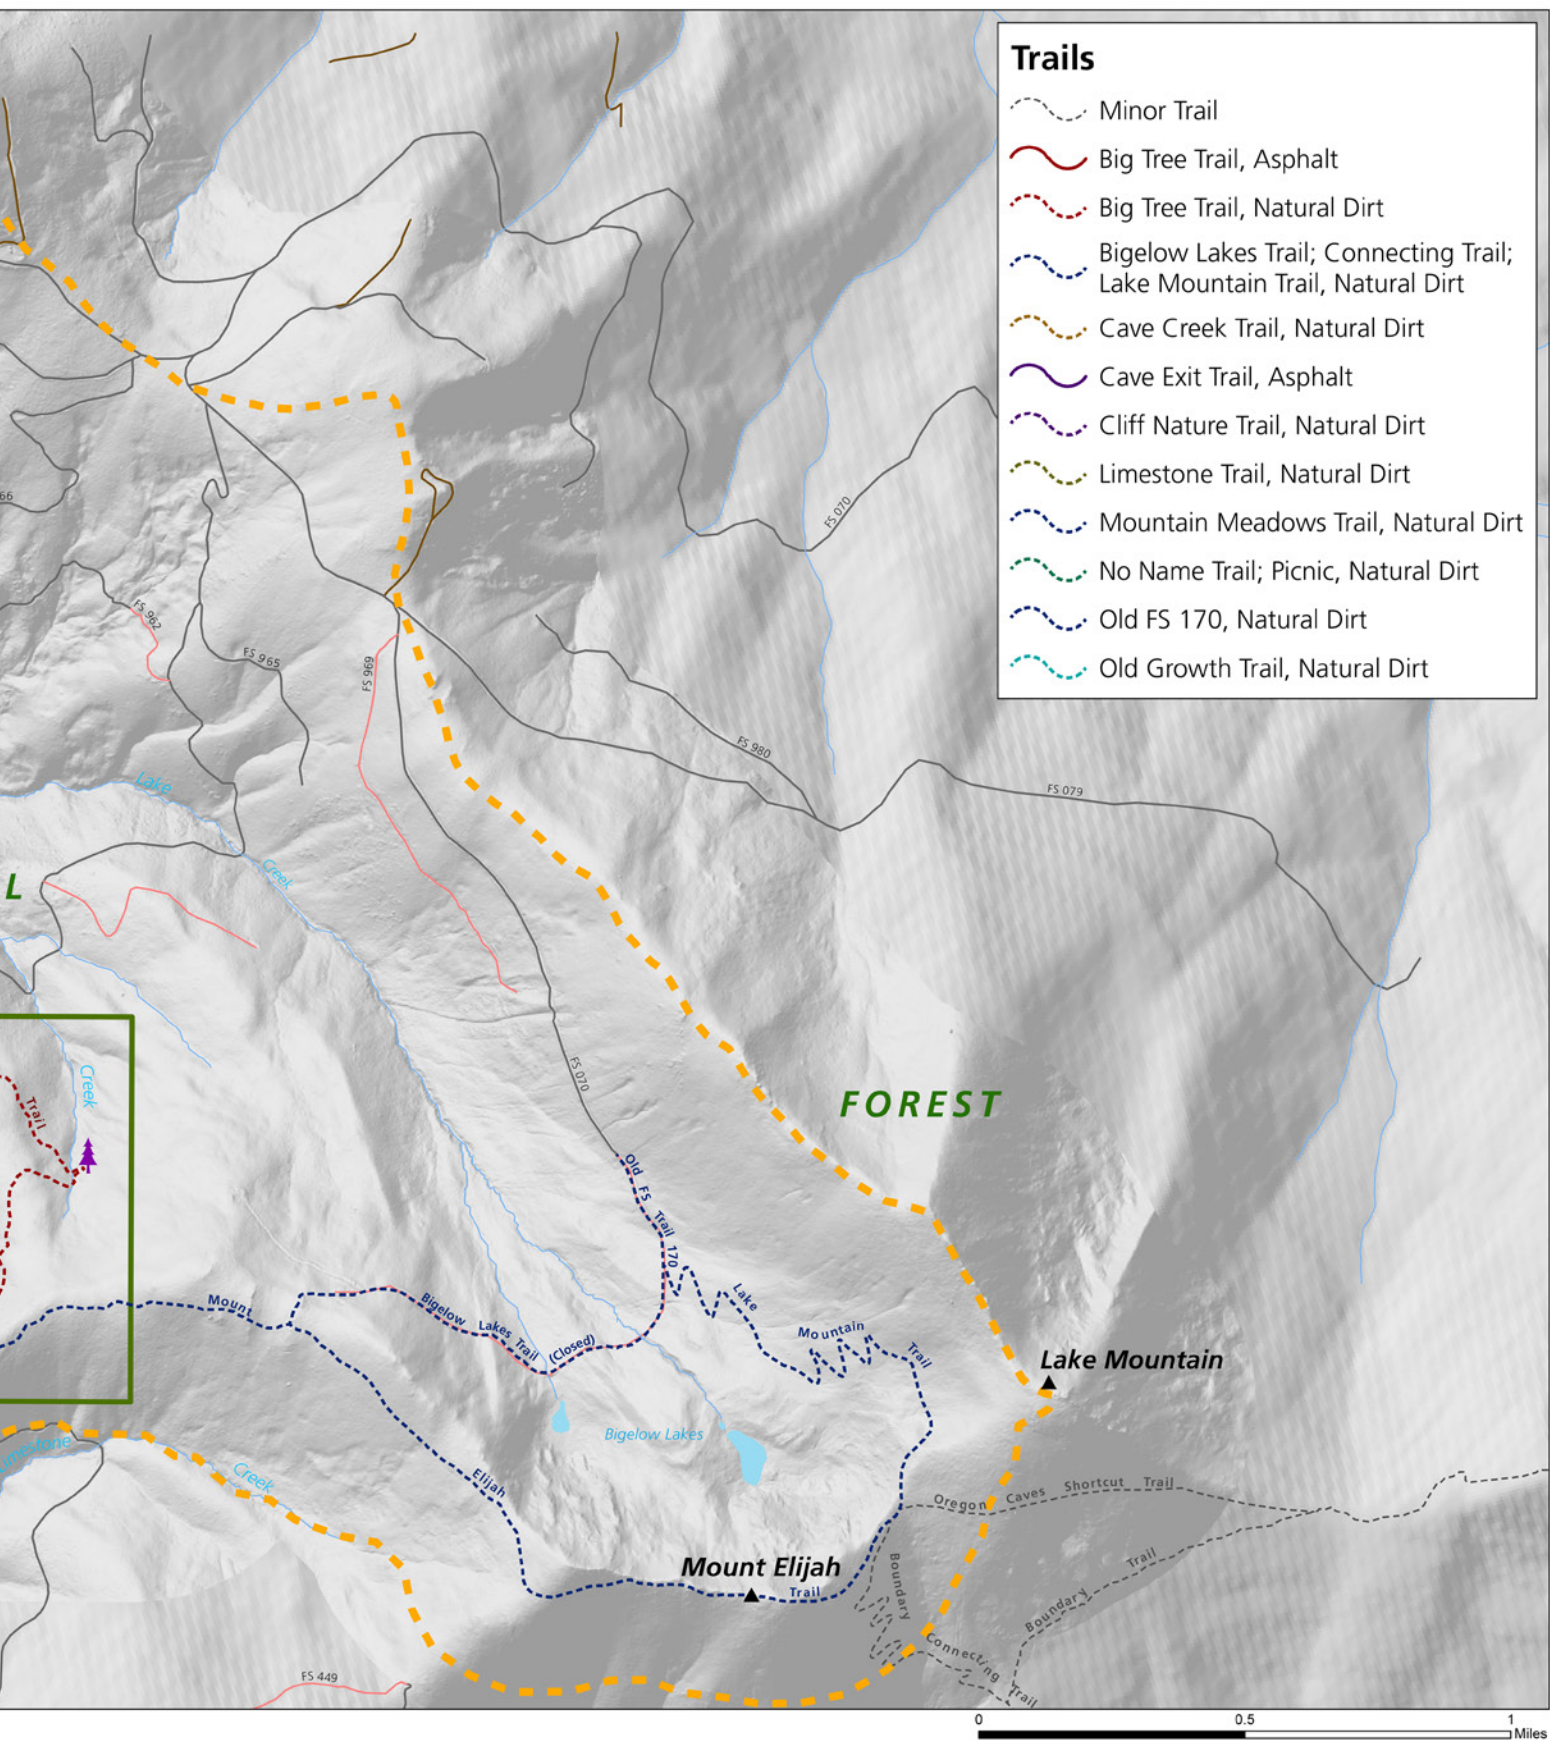 Trails
Minor Trail
Big Tree Trail, Asphalt
Big Tree Trail, Natural Dirt
Bigelow Lakes Trail; Connecting Trail;
Lake Mountain Trail, Natural Dirt
Cave Creek Trail, Natural Dirt
Cave Exit Trail, Asphalt
Cliff Nature Trail, Natural Dirt
Limestone Trail, Natural Dirt
Mountain Meadows Trail, Natural Dirt
No Name Trail; Picnic, Natural Dirt
Old FS 170, Natural Dirt
Old Growth Trail, Natural Dirt
66
FS 070
FS 962
FS 965
FS 969
FS 980
FS 079
Lake
Creek
L
FS 070
Creek
Trail
FOREST
Old FS Trail 170
Mount
Bigelow Lakes Trail (Closed)
Lake Mountain Trail
Lake Mountain
Bigelow Lakes
Limestone
Creek
Elijah
Oregon Caves Shortcut Trail
Mount Elijah
Trail
Boundary
Boundary Trail
Connecting Trail
FS 449
0 0.5 1
Miles